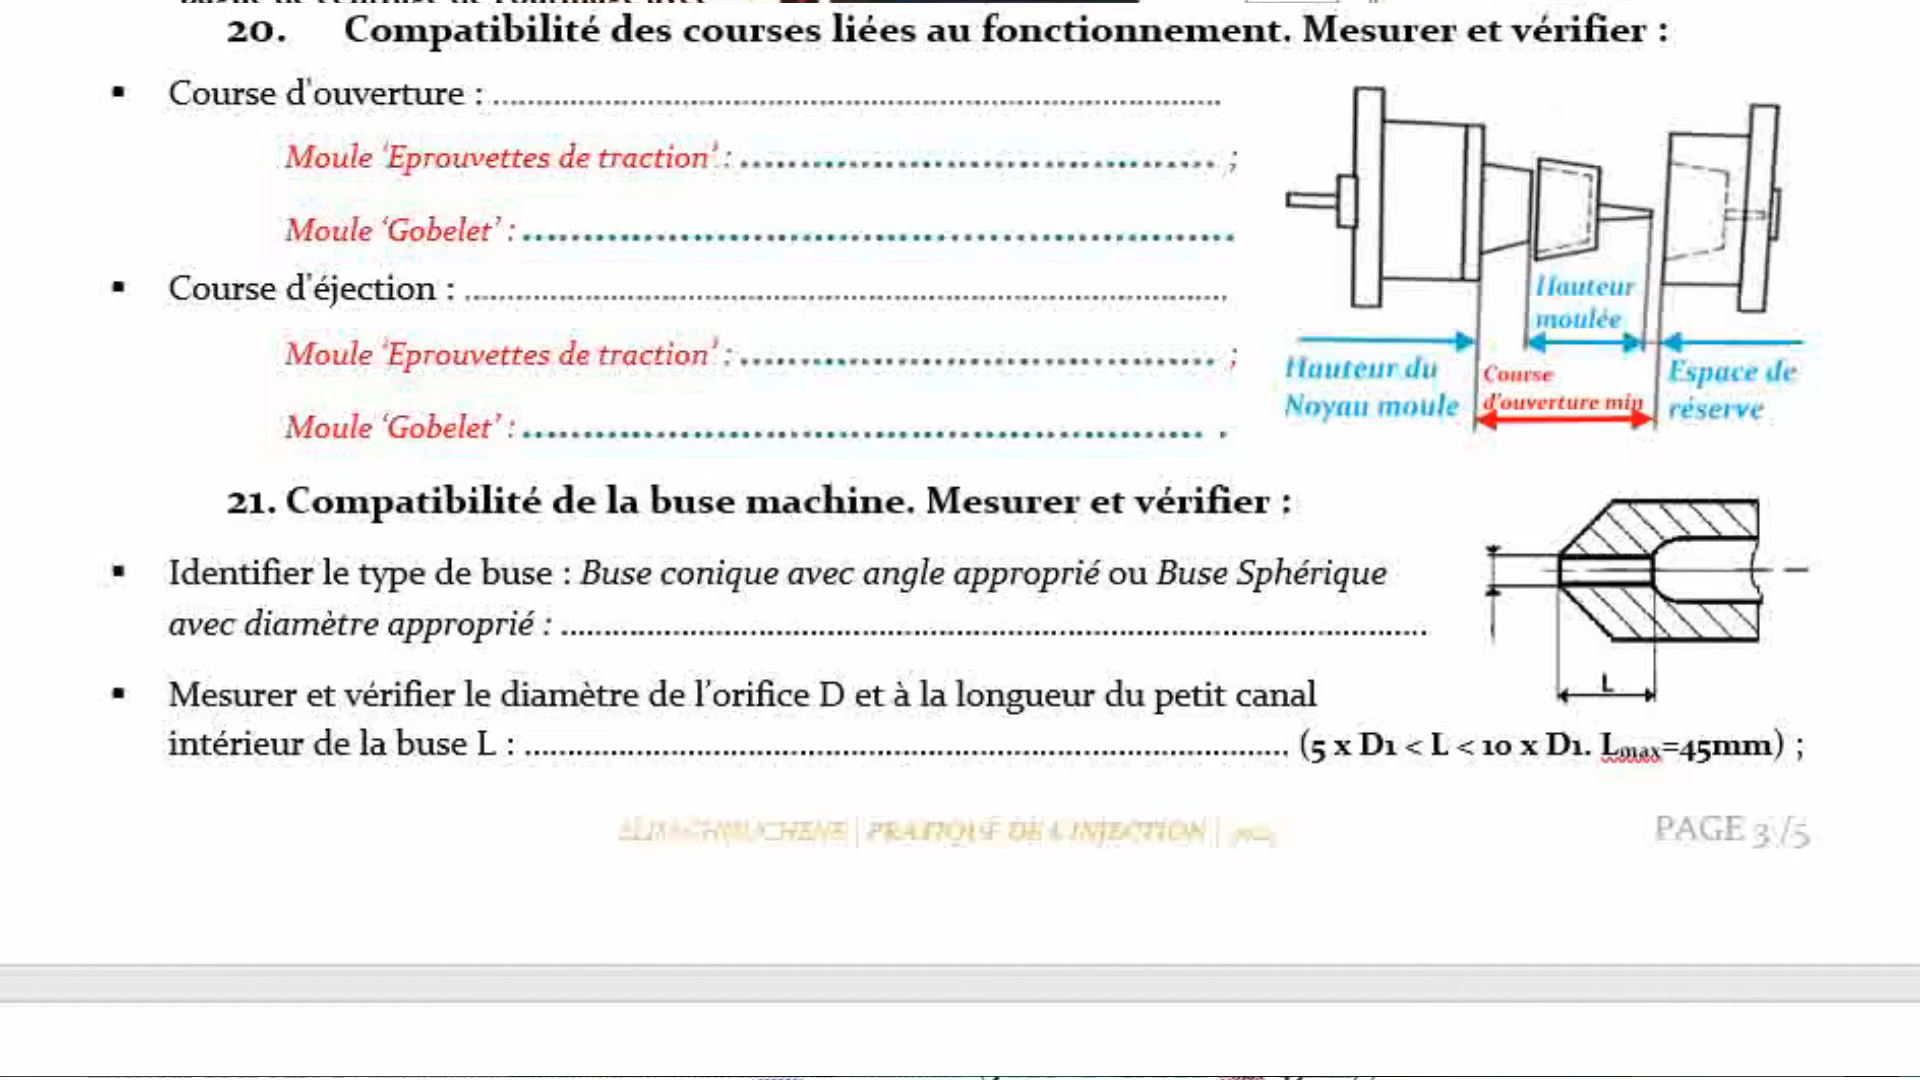 20. Compatibilité des courses liées au fonctionnement. Mesurer et vérifier :
▪ Course d'ouverture : ........................................................
Moule 'Eprouvettes de traction' : ........................................ ;
Moule 'Gobelet' : ............................................................
▪ Course d'éjection : ........................................................
Moule 'Eprouvettes de traction' : ........................................ ;
Moule 'Gobelet' : ......................................................... .
Hauteur
moulée
Hauteur du
Noyau moule
Course
d'ouverture min
Espace de
réserve
21. Compatibilité de la buse machine. Mesurer et vérifier :
▪ Identifier le type de buse : Buse conique avec angle approprié ou Buse Sphérique
avec diamètre approprié : ........................................................
▪ Mesurer et vérifier le diamètre de l'orifice D et à la longueur du petit canal
intérieur de la buse L : ........................................ (5 x D1 < L < 10 x D1. Lmax=45mm) ;
L
PRATIQUE DE L'INJECTION |
PAGE 3 /5